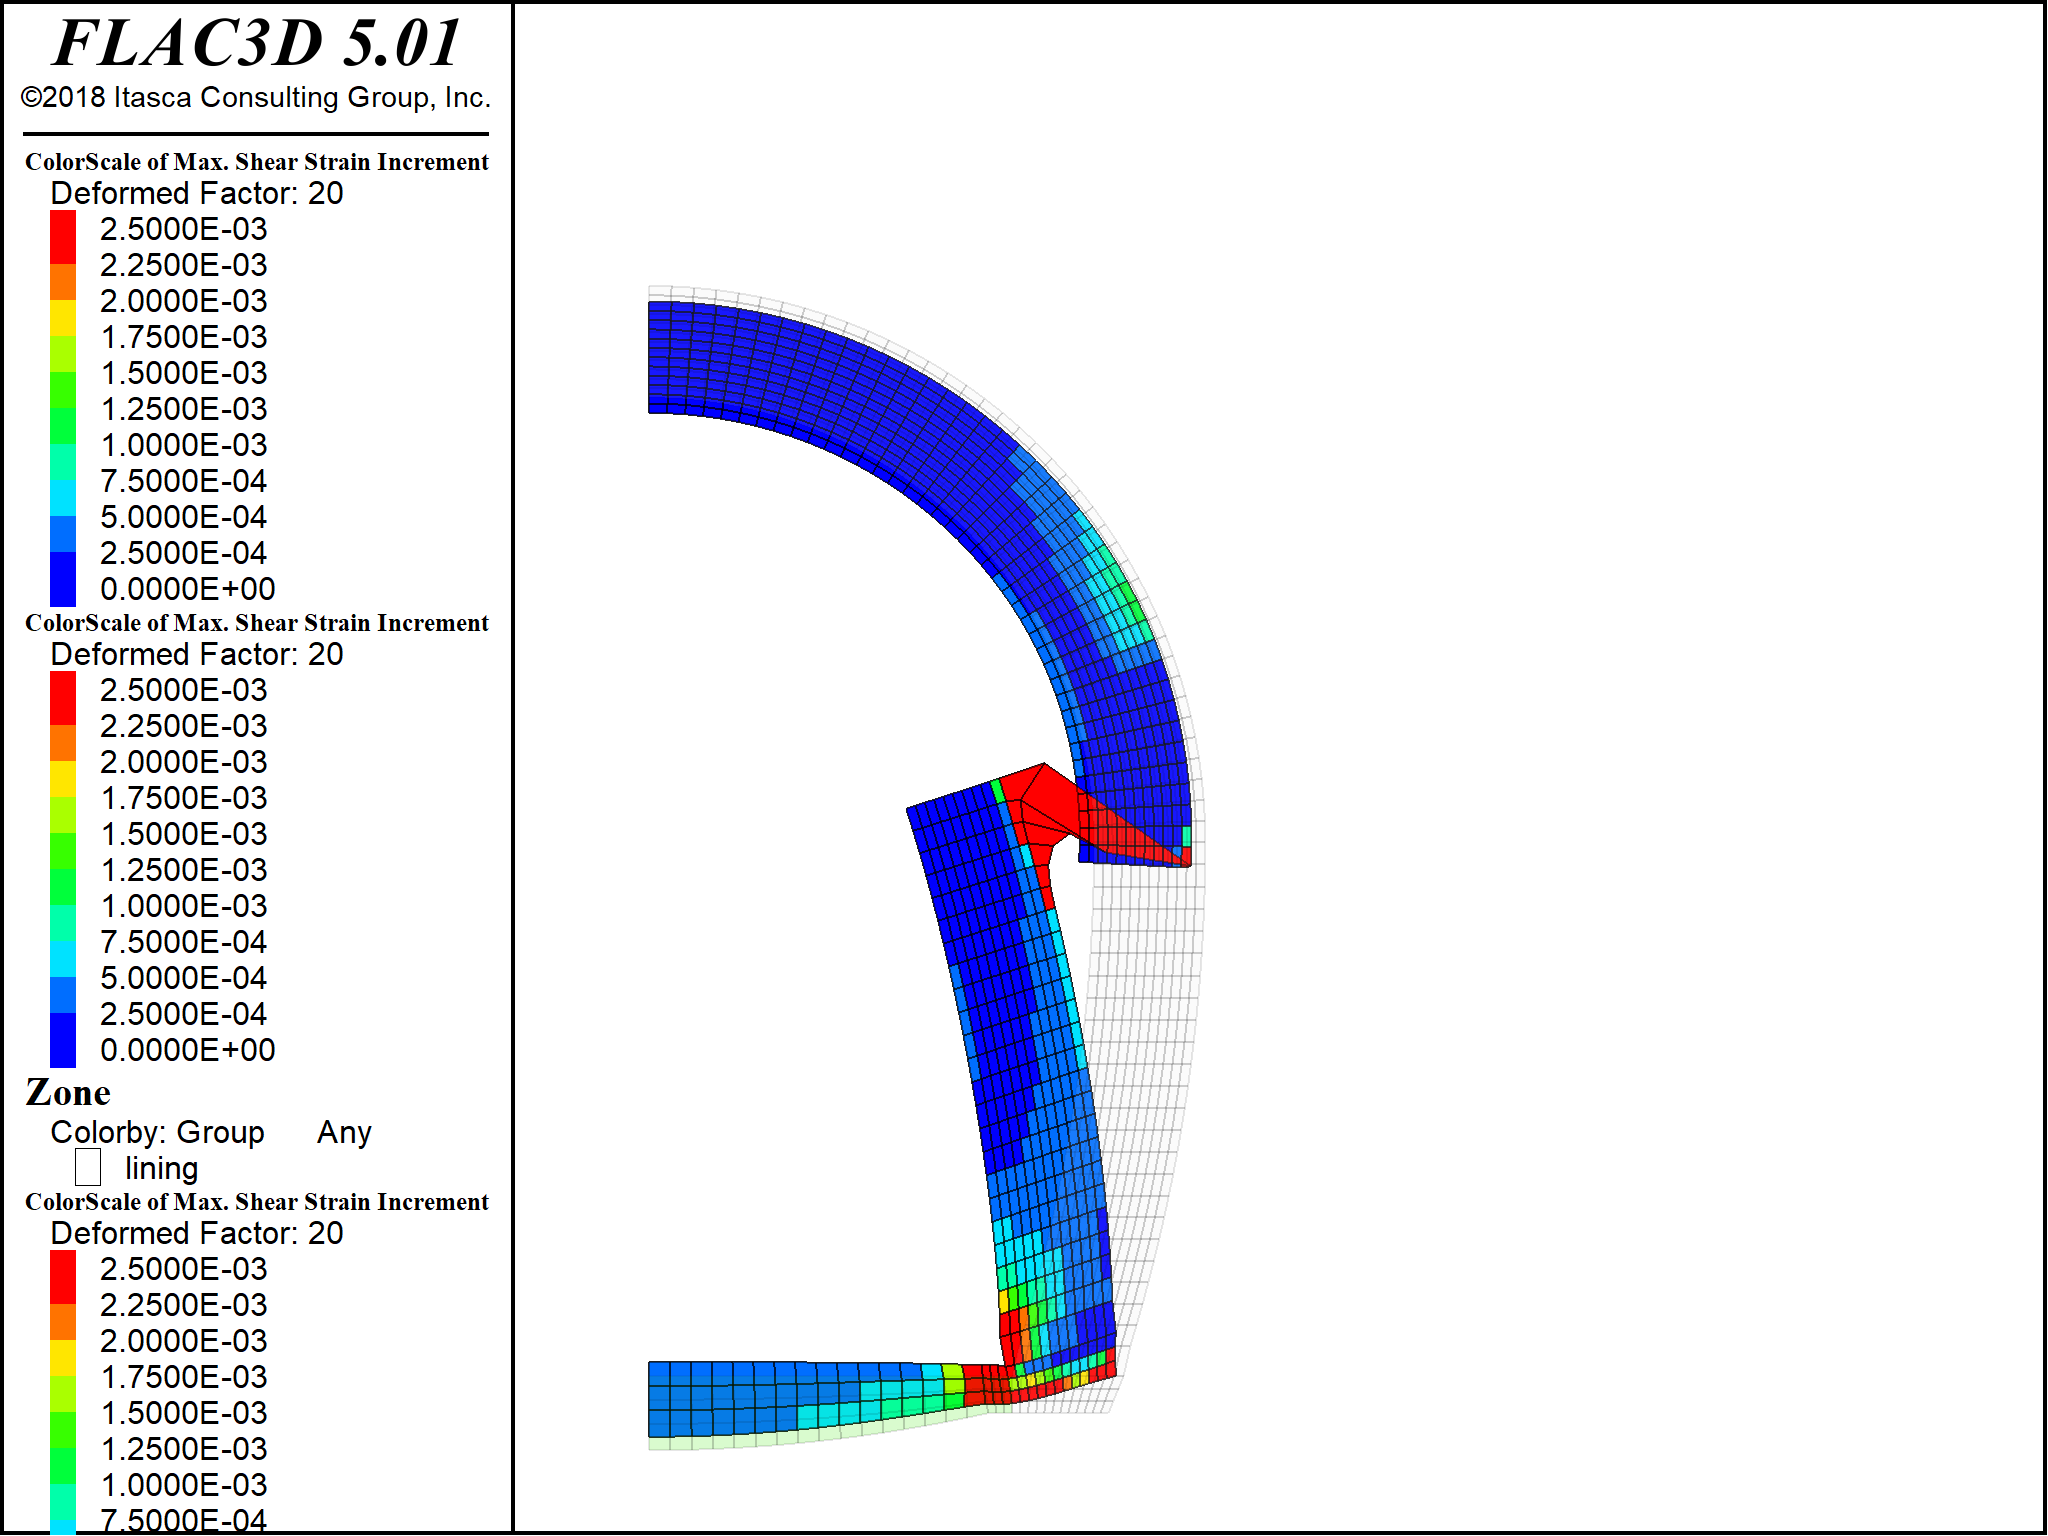 FLAC3D 5.01
©2018 Itasca Consulting Group, Inc.
ColorScale of Max. Shear Strain Increment
Deformed Factor: 20
2.5000E-03
2.2500E-03
2.0000E-03
1.7500E-03
1.5000E-03
1.2500E-03
1.0000E-03
7.5000E-04
5.0000E-04
2.5000E-04
0.0000E+00
ColorScale of Max. Shear Strain Increment
Deformed Factor: 20
2.5000E-03
2.2500E-03
2.0000E-03
1.7500E-03
1.5000E-03
1.2500E-03
1.0000E-03
7.5000E-04
5.0000E-04
2.5000E-04
0.0000E+00
Zone
Colorby: Group Any
lining
ColorScale of Max. Shear Strain Increment
Deformed Factor: 20
2.5000E-03
2.2500E-03
2.0000E-03
1.7500E-03
1.5000E-03
1.2500E-03
1.0000E-03
7.5000E-04